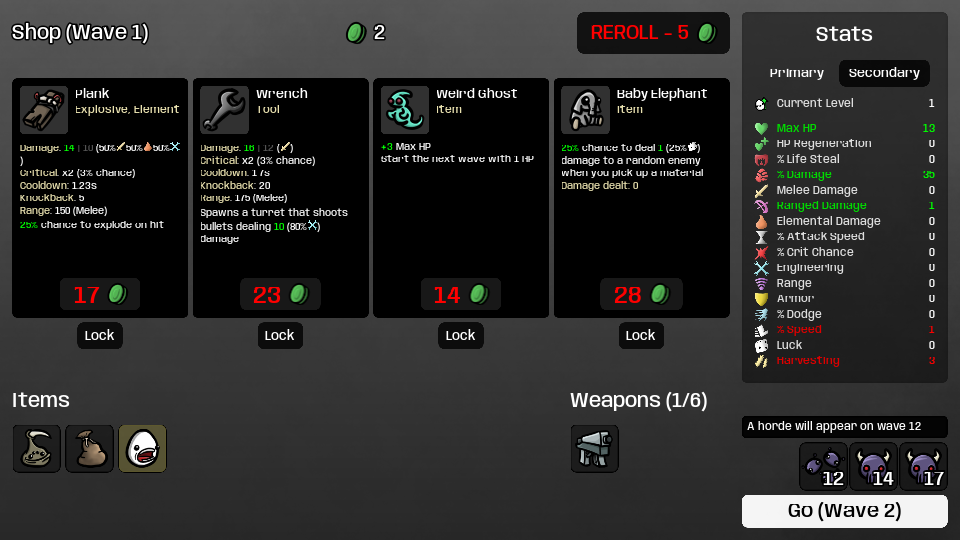 Shop (Wave 1)
2
REROLL - 5
Plank
Explosive, Element
Damage: 14 | 10 (50% 50% 50%
)
Critical: x2 (3% chance)
Cooldown: 1.23s
Knockback: 5
Range: 150 (Melee)
25% chance to explode on hit
17
Lock
Wrench
Tool
Damage: 16 | 12 ( )
Critical: x2 (3% chance)
Cooldown: 1.7s
Knockback: 20
Range: 175 (Melee)
Spawns a turret that shoots
bullets dealing 10 (80% )
damage
23
Lock
Weird Ghost
Item
+3 Max HP
Start the next wave with 1 HP
14
Lock
Baby Elephant
Item
25% chance to deal 1 (25% )
damage to a random enemy
when you pick up a material
Damage dealt: 0
28
Lock
Stats
Primary
Secondary
Current Level 1
Max HP 13
HP Regeneration 0
% Life Steal 0
% Damage 35
Melee Damage 0
Ranged Damage 1
Elemental Damage 0
% Attack Speed 0
% Crit Chance 0
Engineering 0
Range 0
Armor 0
% Dodge 0
% Speed 1
Luck 0
Harvesting 3
Items
Weapons (1/6)
A horde will appear on wave 12
12
14
17
Go (Wave 2)